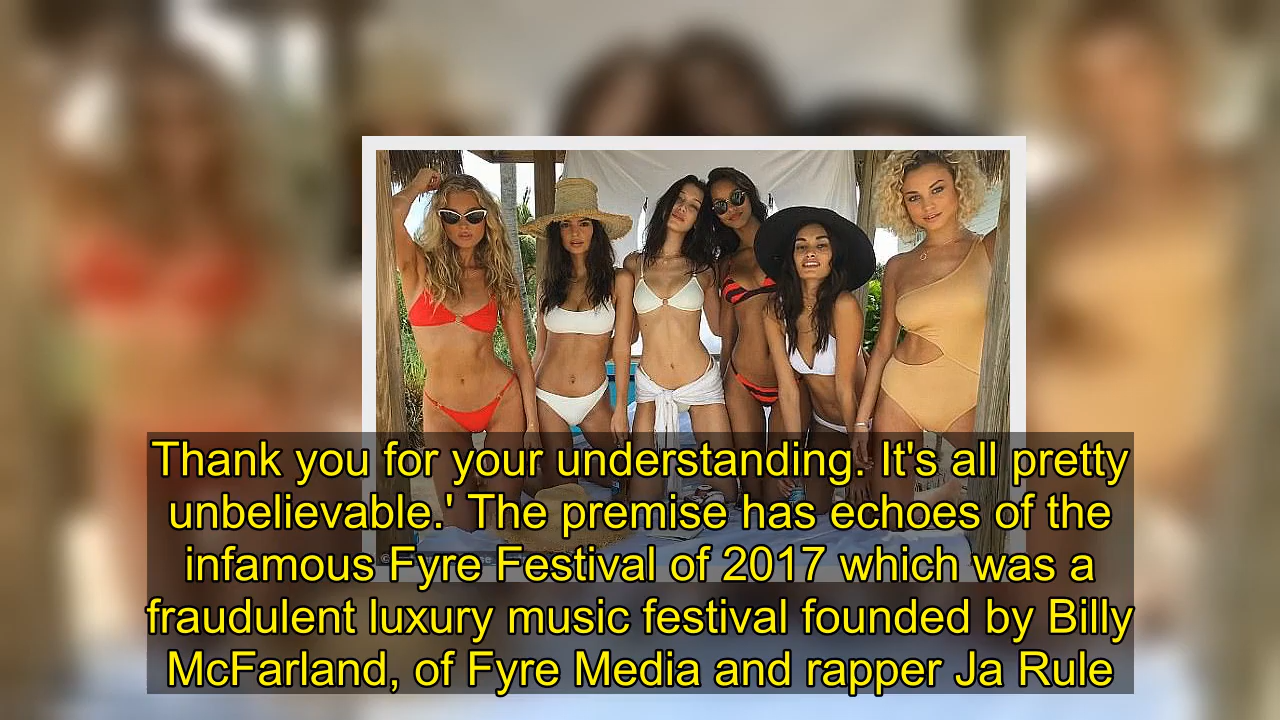 Thank you for your understanding. It's all pretty
unbelievable.' The premise has echoes of the
infamous Fyre Festival of 2017 which was a
fraudulent luxury music festival founded by Billy
McFarland, of Fyre Media and rapper Ja Rule